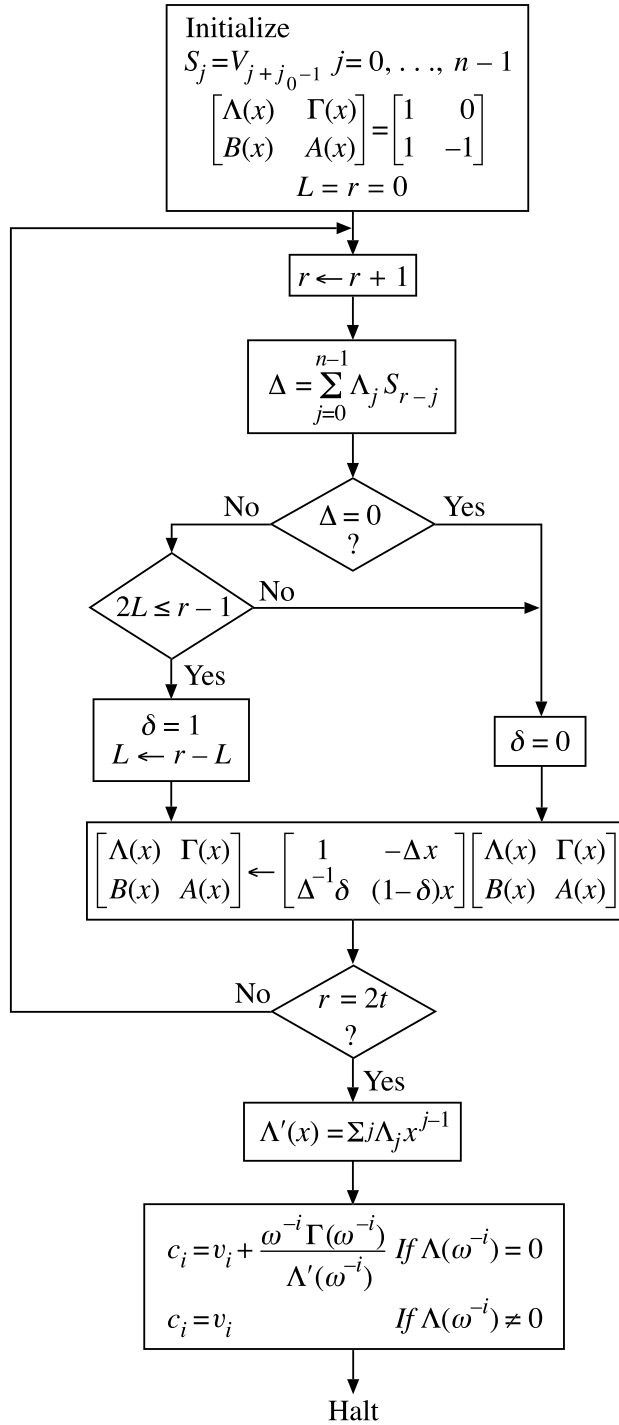 Initialize
S_j = V_{j+j_0–1} j = 0, . . . , n – 1
[Λ(x) Γ(x)] = [1 0]
[B(x) A(x)] [1 –1]
L = r = 0
r ← r + 1
Δ = ∑_{j=0}^{n–1} Λ_j S_{r–j}
No
Δ = 0
?
Yes
2L ≤ r – 1
No
Yes
δ = 1
L ← r – L
δ = 0
[Λ(x) Γ(x)] ← [1 –Δx] [Λ(x) Γ(x)]
[B(x) A(x)] [Δ^{–1}δ (1–δ)x] [B(x) A(x)]
No
r = 2t
?
Yes
Λ′(x) = Σ jΛ_j x^{j–1}
c_i = v_i + \frac{ω^{–i} Γ(ω^{–i})}{Λ′(ω^{–i})} If Λ(ω^{–i}) = 0
c_i = v_i If Λ(ω^{–i}) ≠ 0
Halt